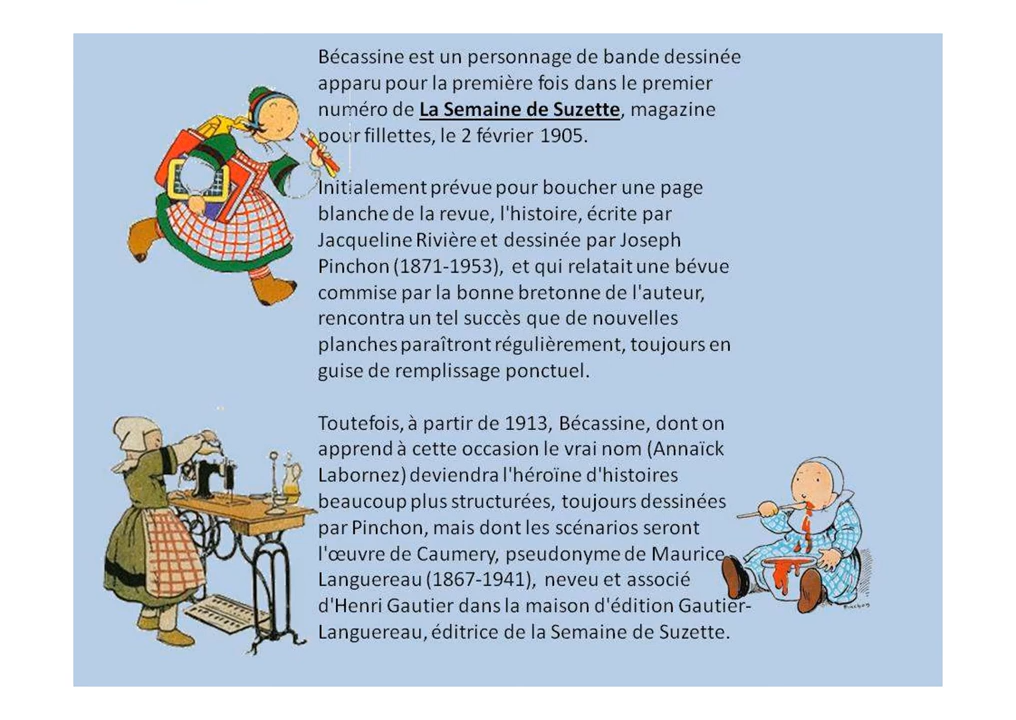 Bécassine est un personnage de bande dessinée
apparu pour la première fois dans le premier
numéro de La Semaine de Suzette, magazine
pour fillettes, le 2 février 1905.
Initialement prévue pour boucher une page
blanche de la revue, l'histoire, écrite par
Jacqueline Rivière et dessinée par Joseph
Pinchon (1871-1953), et qui relatait une bévue
commise par la bonne bretonne de l'auteur,
rencontra un tel succès que de nouvelles
planches paraîtront régulièrement, toujours en
guise de remplissage ponctuel.
Toutefois, à partir de 1913, Bécassine, dont on
apprend à cette occasion le vrai nom (Annaïck
Labornez) deviendra l'héroïne d'histoires
beaucoup plus structurées, toujours dessinées
par Pinchon, mais dont les scénarios seront
l'œuvre de Caumery, pseudonyme de Maurice
Languereau (1867-1941), neveu et associé
d'Henri Gautier dans la maison d'édition Gautier-
Languereau, éditrice de la Semaine de Suzette.